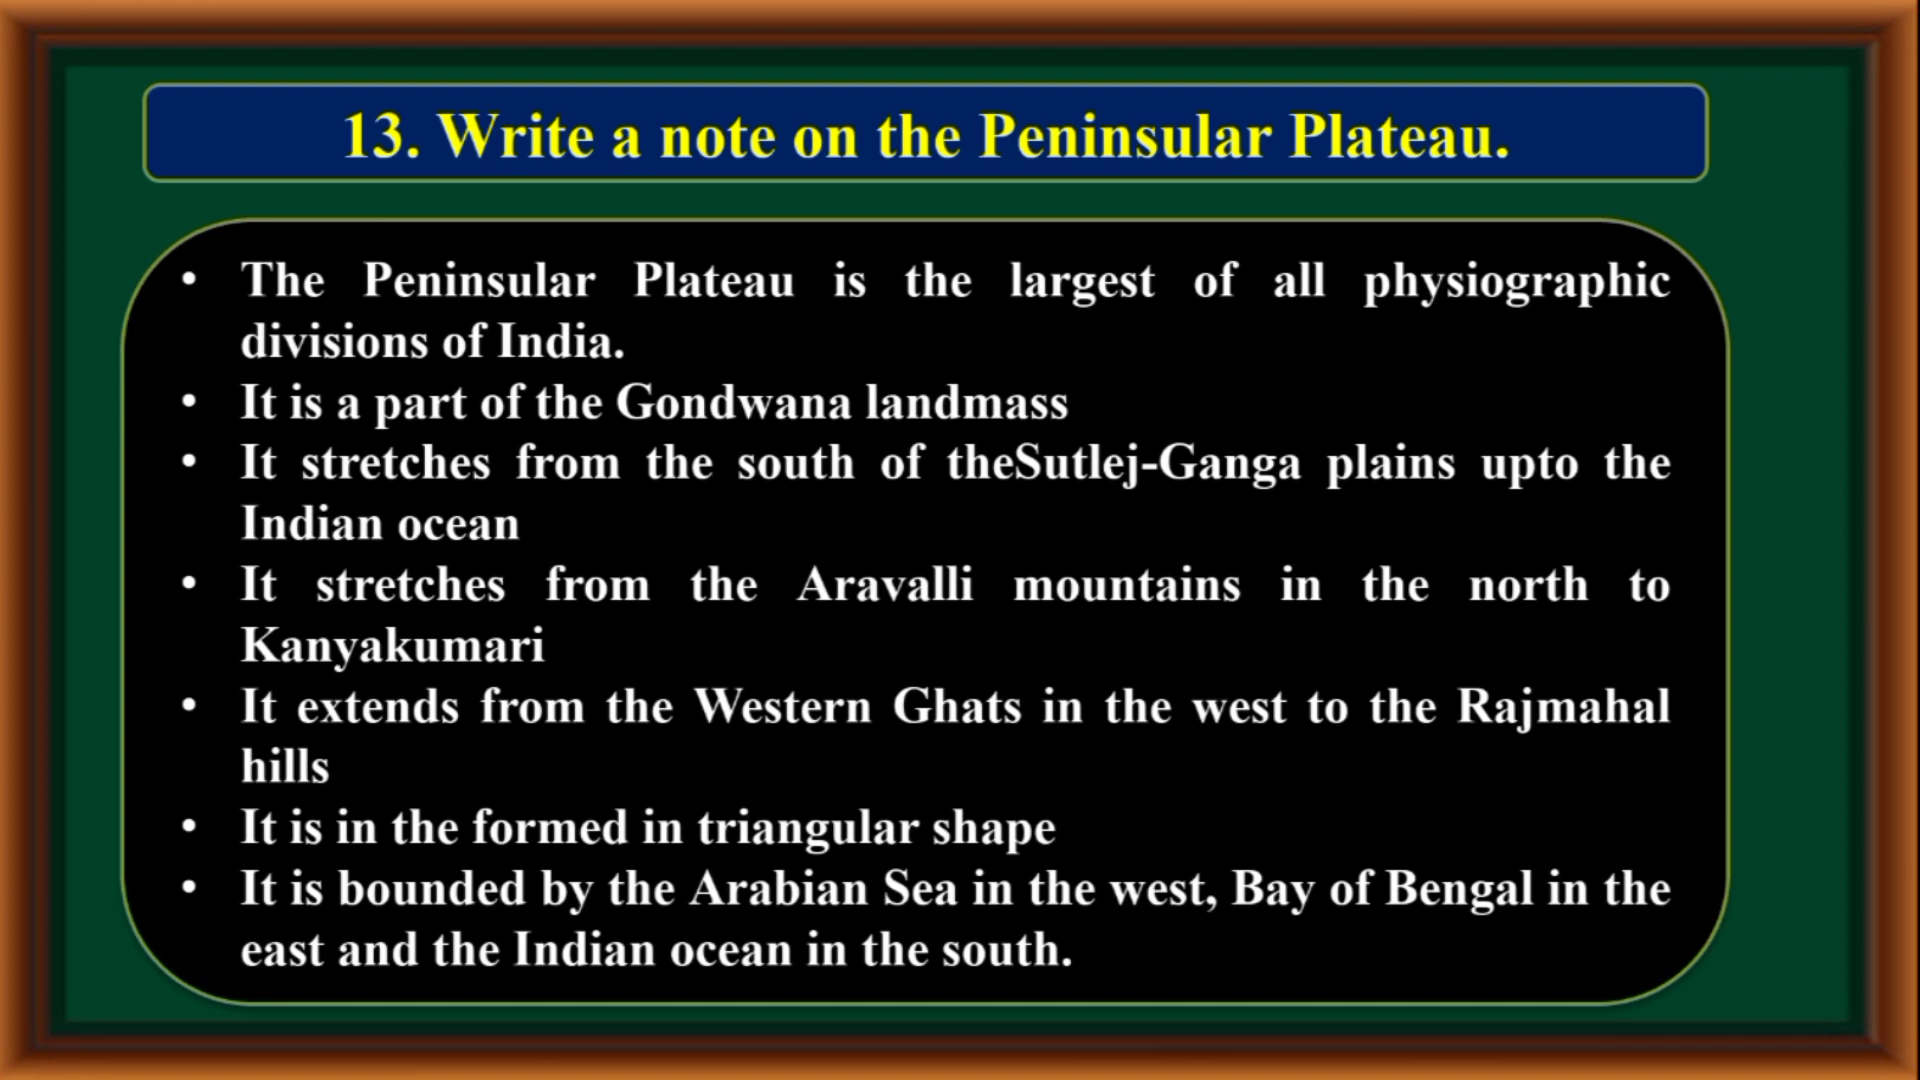 13. Write a note on the Peninsular Plateau.
• The Peninsular Plateau is the largest of all physiographic
divisions of India.
• It is a part of the Gondwana landmass
• It stretches from the south of theSutlej-Ganga plains upto the
Indian ocean
• It stretches from the Aravalli mountains in the north to
Kanyakumari
• It extends from the Western Ghats in the west to the Rajmahal
hills
• It is in the formed in triangular shape
• It is bounded by the Arabian Sea in the west, Bay of Bengal in the
east and the Indian ocean in the south.